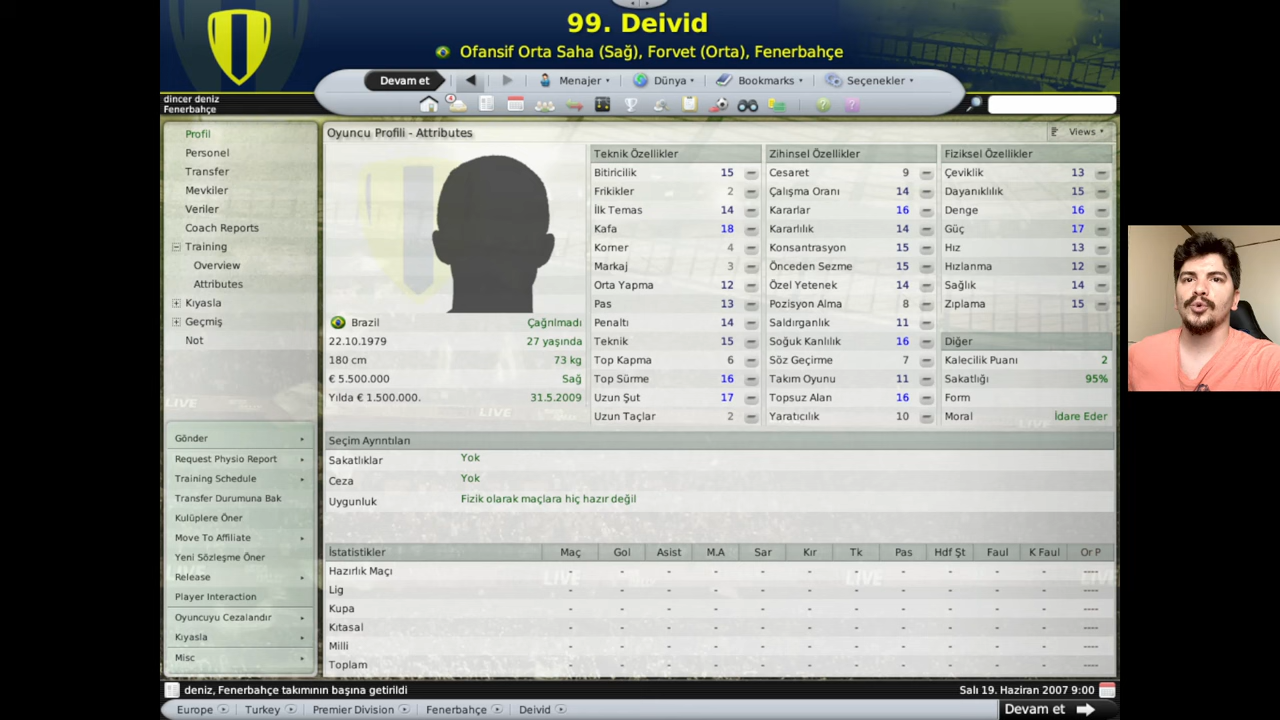 99. Deivid
Ofansif Orta Saha (Sağ), Forvet (Orta), Fenerbahçe
Devam et
Menajer
Dünya
Bookmarks
Seçenekler
dincer deniz
Fenerbahçe
Profil
Personel
Transfer
Mevkiler
Veriler
Coach Reports
Training
Overview
Attributes
Kıyasla
Geçmiş
Not
Oyuncu Profili - Attributes
Views
Brazil Çağrılmadı
22.10.1979 27 yaşında
180 cm 73 kg
€ 5.500.000 Sağ
Yılda € 1.500.000. 31.5.2009
Teknik Özellikler
Bitiricilik 15
Frikikler 2
İlk Temas 14
Kafa 18
Korner 4
Markaj 3
Orta Yapma 12
Pas 13
Penaltı 14
Teknik 15
Top Kapma 6
Top Sürme 16
Uzun Şut 17
Uzun Taçlar 2
Zihinsel Özellikler
Cesaret 9
Çalışma Oranı 14
Kararlar 16
Kararlılık 14
Konsantrasyon 15
Önceden Sezme 15
Özel Yetenek 14
Pozisyon Alma 8
Saldırganlık 11
Soğuk Kanlılık 16
Söz Geçirme 7
Takım Oyunu 11
Topsuz Alan 16
Yaratıcılık 10
Fiziksel Özellikler
Çeviklik 13
Dayanıklılık 15
Denge 16
Güç 17
Hız 13
Hızlanma 12
Sağlık 14
Zıplama 15
Diğer
Kalecilik Puanı 2
Sakatlığı 95%
Form
Moral İdare Eder
Seçim Ayrıntıları
Sakatlıklar Yok
Ceza Yok
Uygunluk Fizik olarak maçlara hiç hazır değil
Gönder
Request Physio Report
Training Schedule
Transfer Durumuna Bak
Kulüplere Öner
Move To Affiliate
Yeni Sözleşme Öner
Release
Player Interaction
Oyuncuyu Cezalandır
Kıyasla
Misc
İstatistikler Maç Gol Asist M.A Sar Kır Tk Pas Hdf Şt Faul K Faul Or P
Hazırlık Maçı - - - - - - - - - - - ----
Lig - - - - - - - - - - - ----
Kupa - - - - - - - - - - - ----
Kıtasal - - - - - - - - - - - ----
Milli - - - - - - - - - - - ----
Toplam - - - - - - - - - - - ----
deniz, Fenerbahçe takımının başına getirildi
Salı 19. Haziran 2007 9:00
Europe
Turkey
Premier Division
Fenerbahçe
Deivid
Devam et